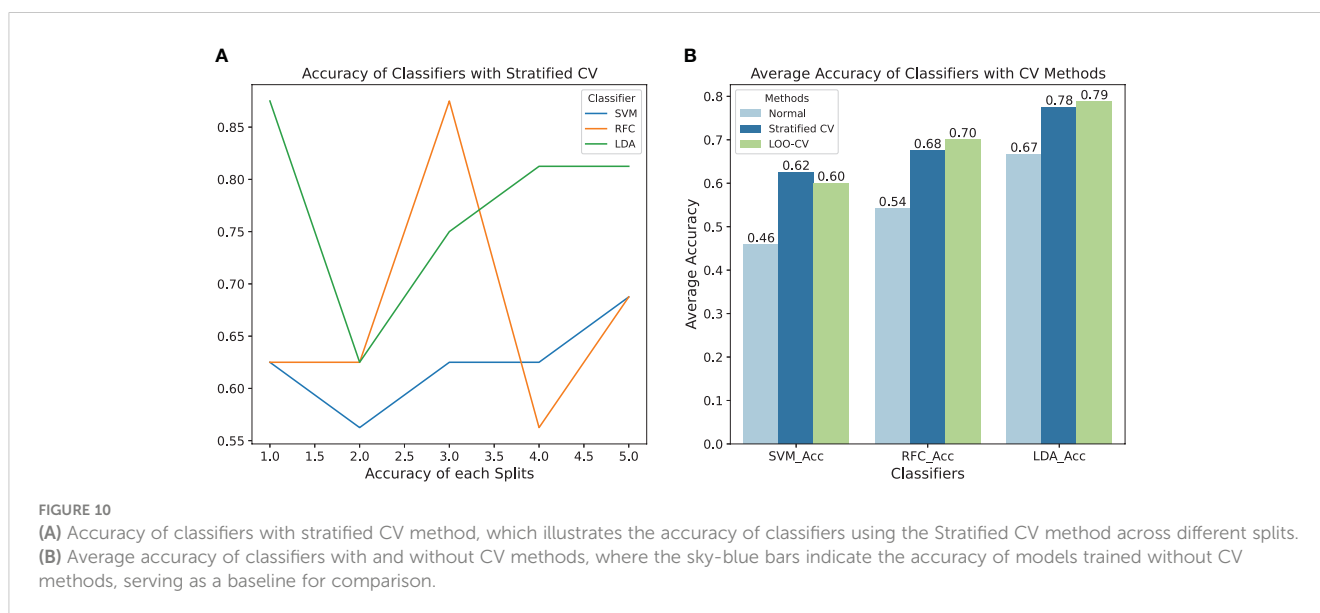 A
Accuracy of Classifiers with Stratified CV
Classifier
SVM
RFC
LDA
0.85
0.80
0.75
0.70
0.65
0.60
0.55
1.0 1.5 2.0 2.5 3.0 3.5 4.0 4.5 5.0
Accuracy of each Splits
B
Average Accuracy of Classifiers with CV Methods
Methods
Normal
Stratified CV
LOO-CV
Average Accuracy
0.8
0.7
0.6
0.5
0.4
0.3
0.2
0.1
0.0
0.46
0.62
0.60
0.54
0.68
0.70
0.67
0.78
0.79
SVM_Acc RFC_Acc LDA_Acc
Classifiers
FIGURE 10
(A) Accuracy of classifiers with stratified CV method, which illustrates the accuracy of classifiers using the Stratified CV method across different splits.
(B) Average accuracy of classifiers with and without CV methods, where the sky-blue bars indicate the accuracy of models trained without CV
methods, serving as a baseline for comparison.